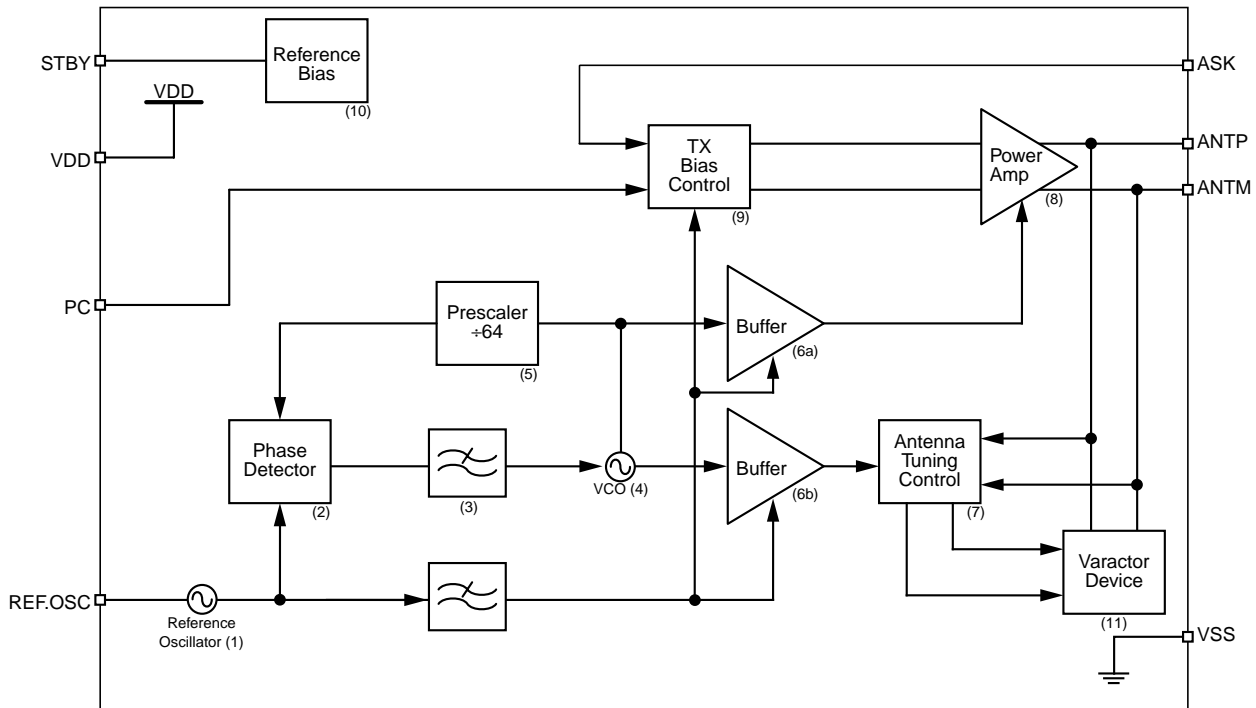 STBY
Reference
Bias
(10)
ASK
VDD
VDD
TX
Bias
Control
(9)
Power
Amp
(8)
ANTP
ANTM
PC
Prescaler
÷64
(5)
Buffer
(6a)
Phase
Detector
(2)
(3)
VCO (4)
Buffer
(6b)
Antenna
Tuning
Control
(7)
Varactor
Device
(11)
REF.OSC
Reference
Oscillator (1)
VSS